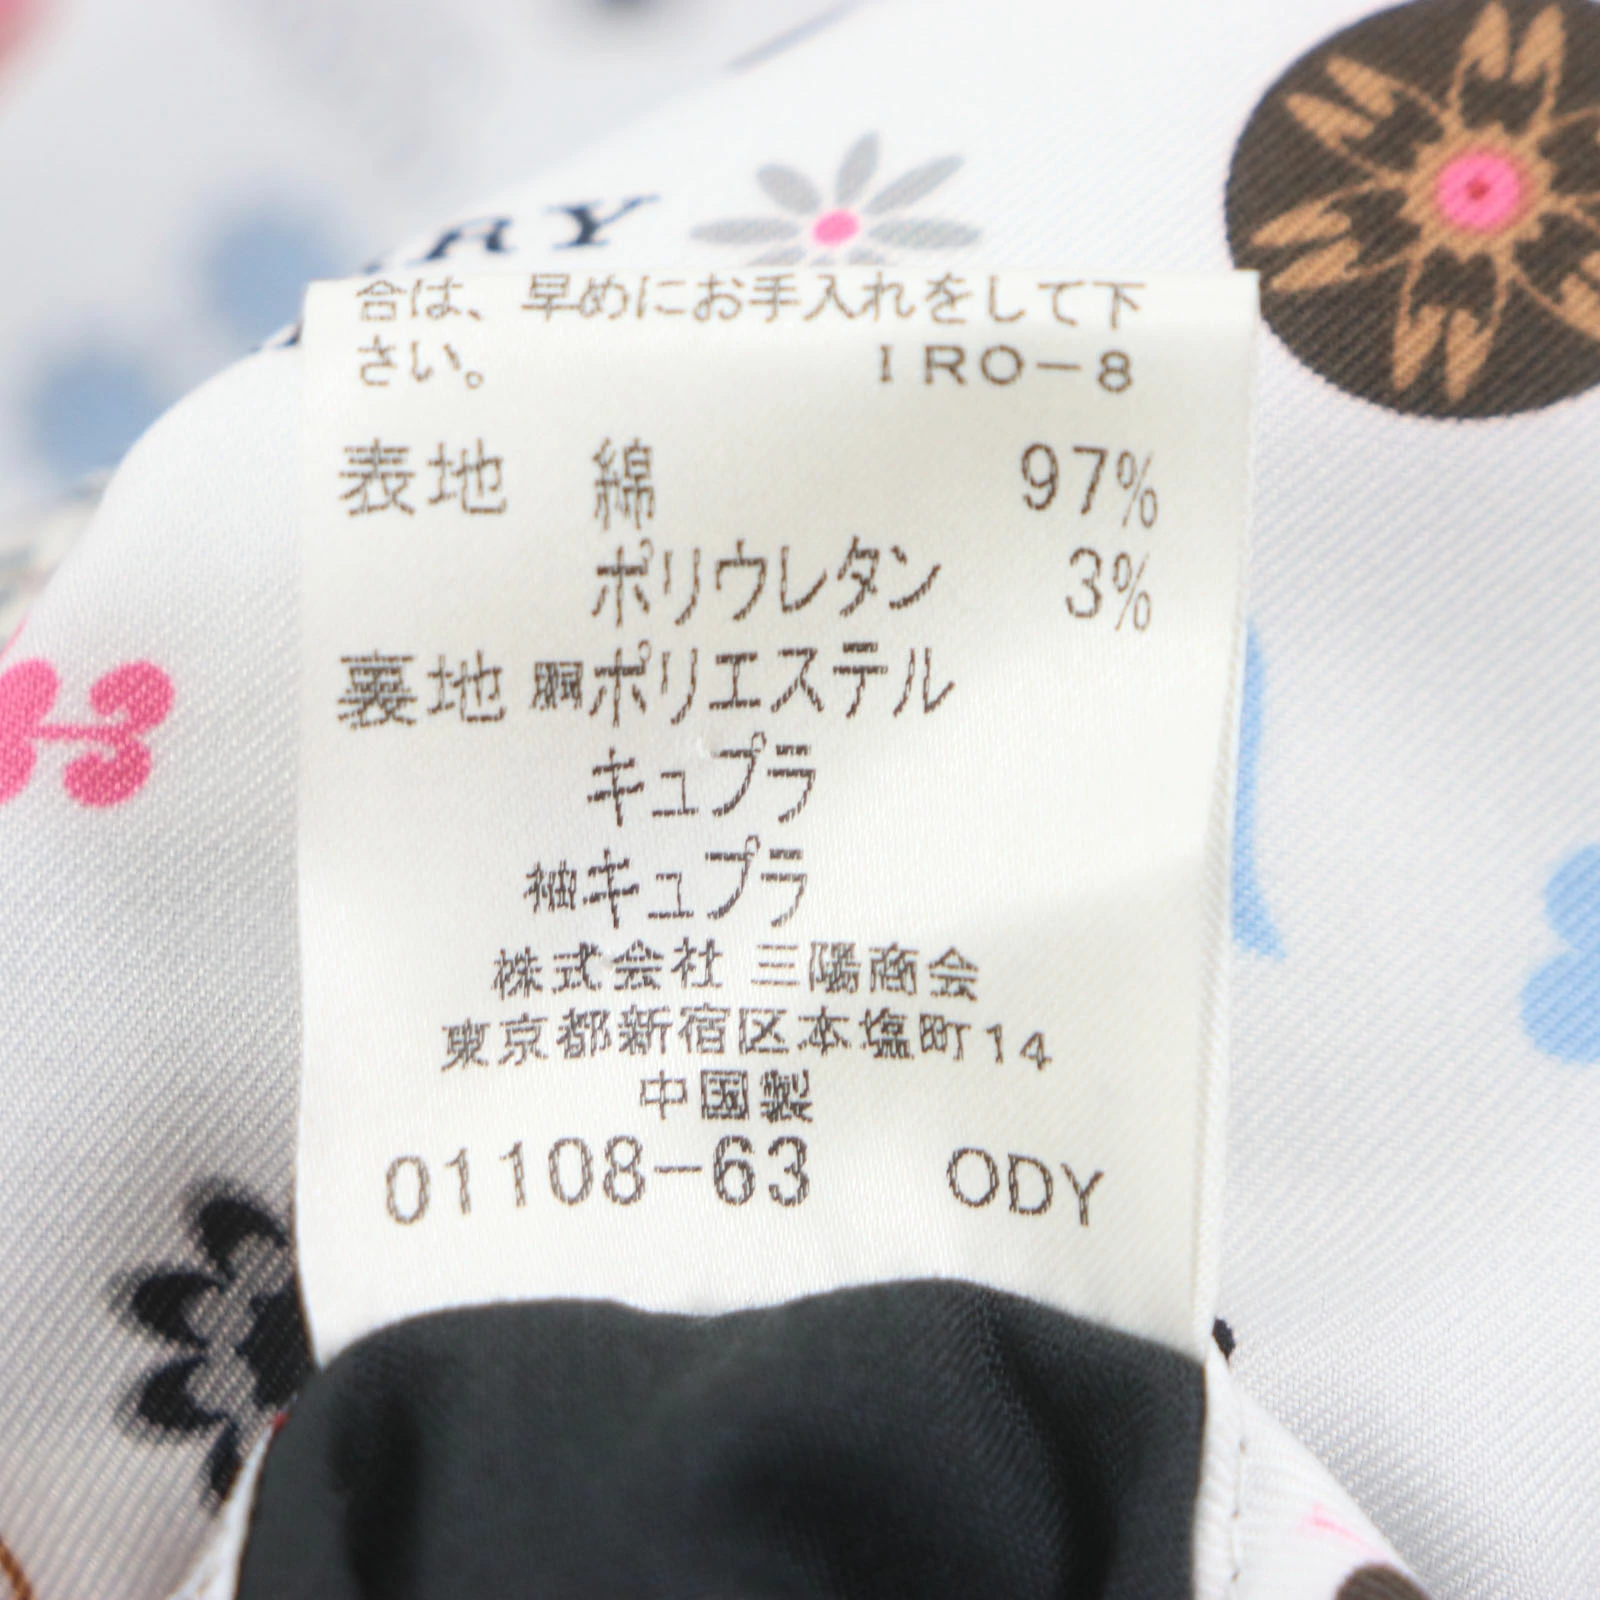 RY
合は、早めにお手入れをして下
さい。 IRO-8
表地 綿 97%
ポリウレタン 3%
裏地 胴ポリエステル
キュプラ
袖キュプラ
株式会社 三陽商会
東京都新宿区本塩町14
中国製
01108-63 ODY